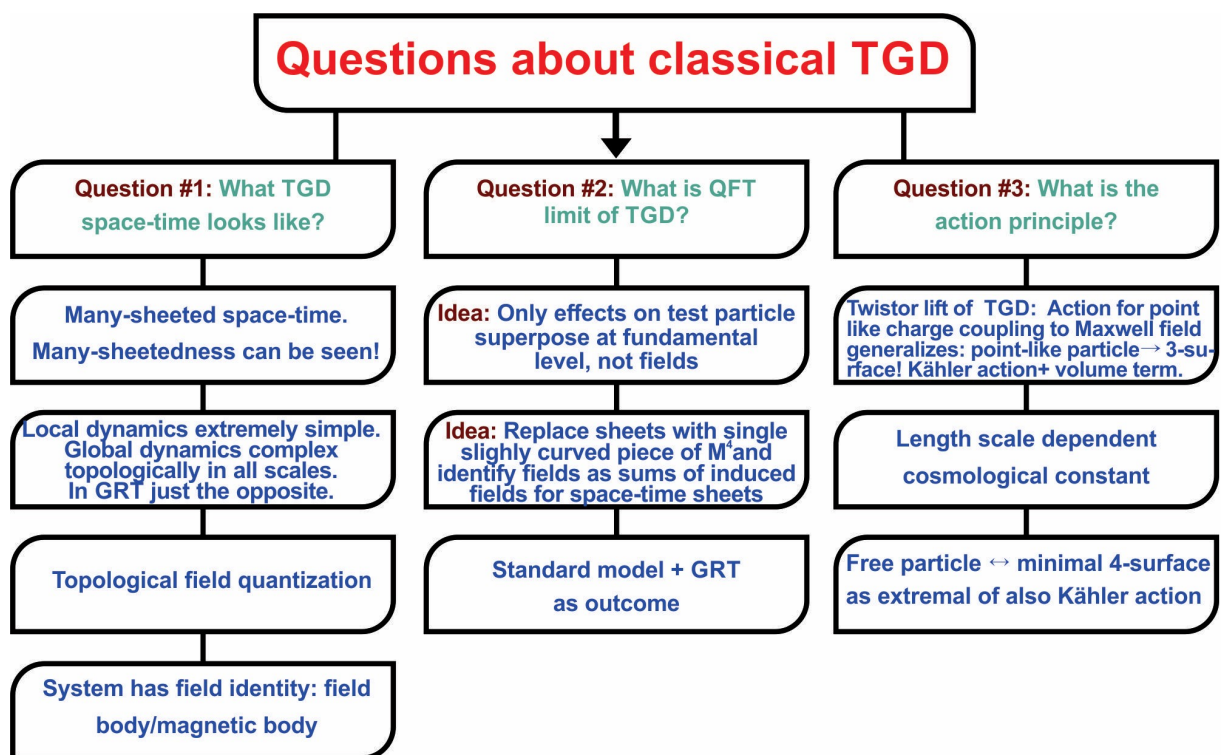 Questions about classical TGD
Question #1: What TGD
space-time looks like?
Many-sheeted space-time.
Many-sheetedness can be seen!
Local dynamics extremely simple.
Global dynamics complex
topologically in all scales.
In GRT just the opposite.
Topological field quantization
System has field identity: field
body/magnetic body
Question #2: What is QFT
limit of TGD?
Idea: Only effects on test particle
superpose at fundamental
level, not fields
Idea: Replace sheets with single
slighly curved piece of M⁴and
identify fields as sums of induced
fields for space-time sheets
Standard model + GRT
as outcome
Question #3: What is the
action principle?
Twistor lift of TGD: Action for point
like charge coupling to Maxwell field
generalizes: point-like particle→ 3-su-
rface! Kähler action+ volume term.
Length scale dependent
cosmological constant
Free particle ↔ minimal 4-surface
as extremal of also Kähler action